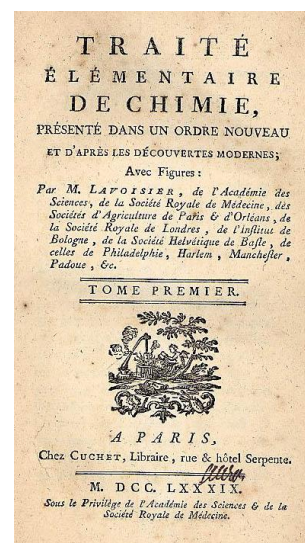 TRAITÉ
ÉLÉMENTAIRE
DE CHIMIE,
PRÉSENTÉ DANS UN ORDRE NOUVEAU
ET D'APRÈS LES DÉCOUVERTES MODERNES;
Avec Figures :
Par M. LAVOISIER, de l'Académie des
Sciences, de la Société Royale de Médecine, des
Sociétés d'Agriculture de Paris & d'Orléans, de
la Société Royale de Londres, de l'Institut de
Bologne, de la Société Helvétique de Basle, de
celles de Philadelphie, Harlem, Manchester,
Padoue, &c.
TOME PREMIER.
A PARIS,
Chez CUCHET, Libraire, rue & hôtel Serpente.
M. DCC. LXXXIX.
Sous le Privilège de l'Académie des Sciences & de la
Société Royale de Médecine.